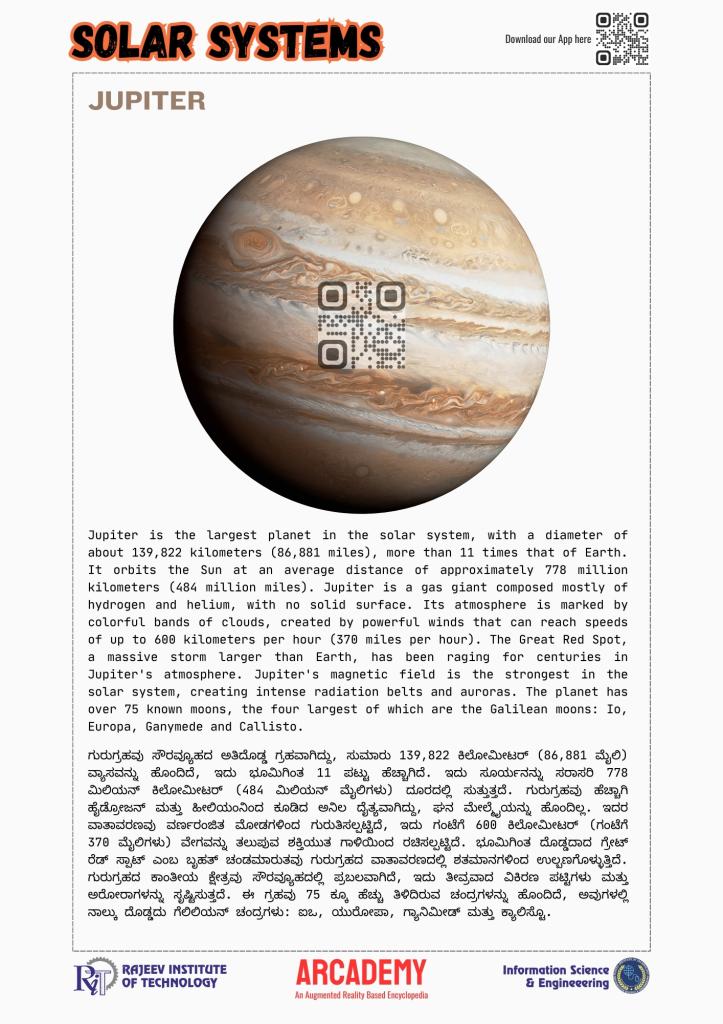 SOLAR SYSTEMS
Download our App here
JUPITER
Jupiter is the largest planet in the solar system, with a diameter of
about 139,822 kilometers (86,881 miles), more than 11 times that of Earth.
It orbits the Sun at an average distance of approximately 778 million
kilometers (484 million miles). Jupiter is a gas giant composed mostly of
hydrogen and helium, with no solid surface. Its atmosphere is marked by
colorful bands of clouds, created by powerful winds that can reach speeds
of up to 600 kilometers per hour (370 miles per hour). The Great Red Spot,
a massive storm larger than Earth, has been raging for centuries in
Jupiter's atmosphere. Jupiter's magnetic field is the strongest in the
solar system, creating intense radiation belts and auroras. The planet has
over 75 known moons, the four largest of which are the Galilean moons: Io,
Europa, Ganymede and Callisto.
ಗುರುಗ್ರಹವು ಸೌರವ್ಯೂಹದ ಅತಿದೊಡ್ಡ ಗ್ರಹವಾಗಿದ್ದು, ಸುಮಾರು 139,822 ಕಿಲೋಮೀಟರ್ (86,881 ಮೈಲಿ)
ವ್ಯಾಸವನ್ನು ಹೊಂದಿದೆ, ಇದು ಭೂಮಿಗಿಂತ 11 ಪಟ್ಟು ಹೆಚ್ಚಾಗಿದೆ. ಇದು ಸೂರ್ಯನನ್ನು ಸರಾಸರಿ 778
ಮಿಲಿಯನ್ ಕಿಲೋಮೀಟರ್ (484 ಮಿಲಿಯನ್ ಮೈಲಿಗಳು) ದೂರದಲ್ಲಿ ಸುತ್ತುತ್ತದೆ. ಗುರುಗ್ರಹವು ಹೆಚ್ಚಾಗಿ
ಹೈಡ್ರೋಜನ್ ಮತ್ತು ಹೀಲಿಯಂನಿಂದ ಕೂಡಿದ ಅನಿಲ ದೈತ್ಯವಾಗಿದ್ದು, ಘನ ಮೇಲ್ಮೈಯನ್ನು ಹೊಂದಿಲ್ಲ. ಇದರ
ವಾತಾವರಣವು ವರ್ಣರಂಜಿತ ಮೋಡಗಳಿಂದ ಗುರುತಿಸಲ್ಪಟ್ಟಿದೆ, ಇದು ಗಂಟೆಗೆ 600 ಕಿಲೋಮೀಟರ್ (ಗಂಟೆಗೆ
370 ಮೈಲಿಗಳು) ವೇಗವನ್ನು ತಲುಪುವ ಶಕ್ತಿಯುತ ಗಾಳಿಯಿಂದ ರಚಿಸಲ್ಪಟ್ಟಿದೆ. ಭೂಮಿಗಿಂತ ದೊಡ್ಡದಾದ ಗ್ರೇಟ್
ರೆಡ್ ಸ್ಪಾಟ್ ಎಂಬ ಬೃಹತ್ ಚಂಡಮಾರುತವು ಗುರುಗ್ರಹದ ವಾತಾವರಣದಲ್ಲಿ ಶತಮಾನಗಳಿಂದ ಉಲ್ಬಣಗೊಳ್ಳುತ್ತಿದೆ.
ಗುರುಗ್ರಹದ ಕಾಂತೀಯ ಕ್ಷೇತ್ರವು ಸೌರವ್ಯೂಹದಲ್ಲಿ ಪ್ರಬಲವಾಗಿದೆ, ಇದು ತೀವ್ರವಾದ ವಿಕಿರಣ ಪಟ್ಟಿಗಳು ಮತ್ತು
ಅರೋರಾಗಳನ್ನು ಸೃಷ್ಟಿಸುತ್ತದೆ. ಈ ಗ್ರಹವು 75 ಕ್ಕೂ ಹೆಚ್ಚು ತಿಳಿದಿರುವ ಚಂದ್ರಗಳನ್ನು ಹೊಂದಿದೆ, ಅವುಗಳಲ್ಲಿ
ನಾಲ್ಕು ದೊಡ್ಡದು ಗೆಲಿಲಿಯನ್ ಚಂದ್ರಗಳು: ಐಒ, ಯುರೋಪಾ, ಗ್ಯಾನಿಮೀಡ್ ಮತ್ತು ಕ್ಯಾಲಿಸ್ಟೊ.
RIT
RAJEEV INSTITUTE
OF TECHNOLOGY
ARCADEMY
An Augmented Reality Based Encyclopedia
Information Science
& Engineeering